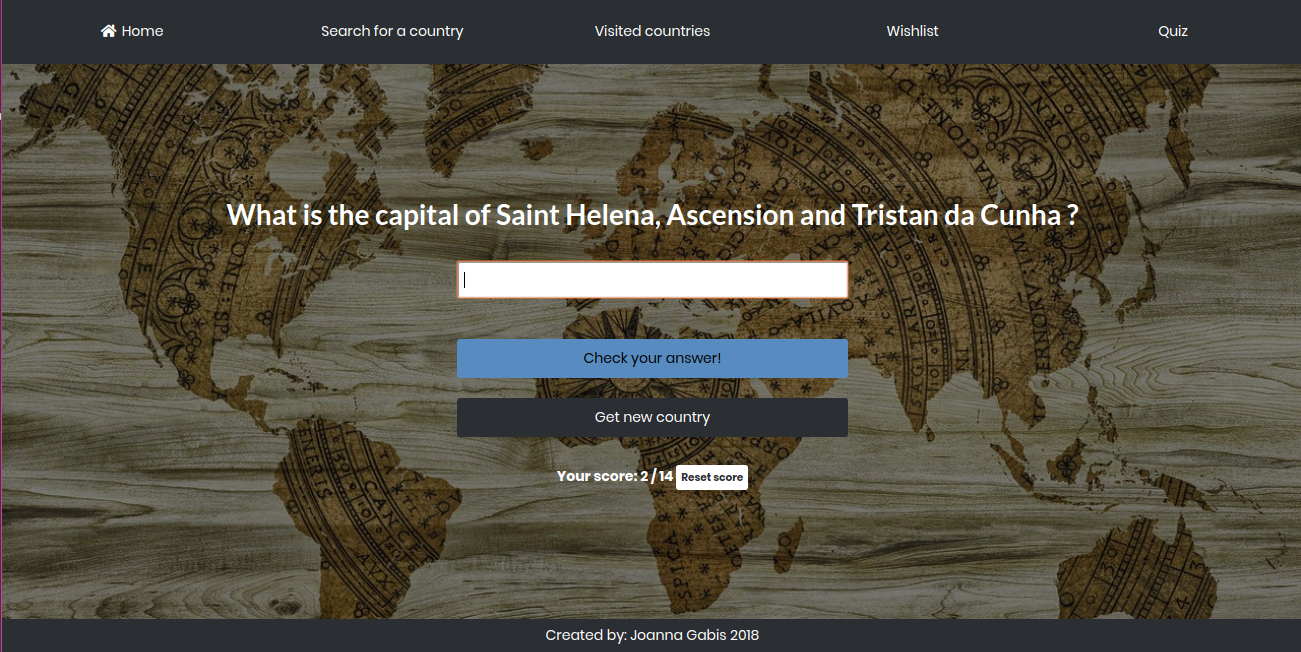 Home Search for a country Visited countries Wishlist Quiz
What is the capital of Saint Helena, Ascension and Tristan da Cunha ?
Check your answer!
Get new country
Your score: 2 / 14 Reset score
Created by: Joanna Gabis 2018